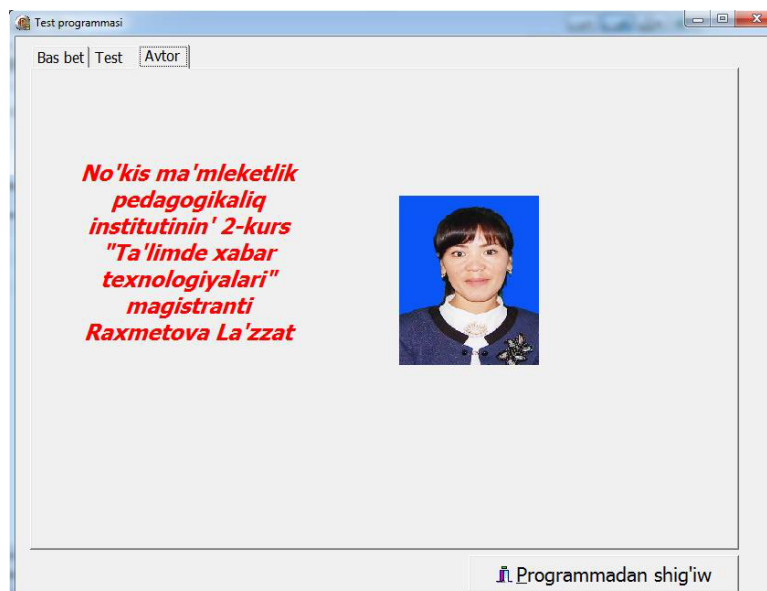 Test programmasi
Bas bet Test Avtor
No'kis ma'mleketlik
pedagogikaliq
institutinin' 2-kurs
"Ta'limde xabar
texnologiyalari"
magistranti
Raxmetova La'zzat
Programmadan shig'iw